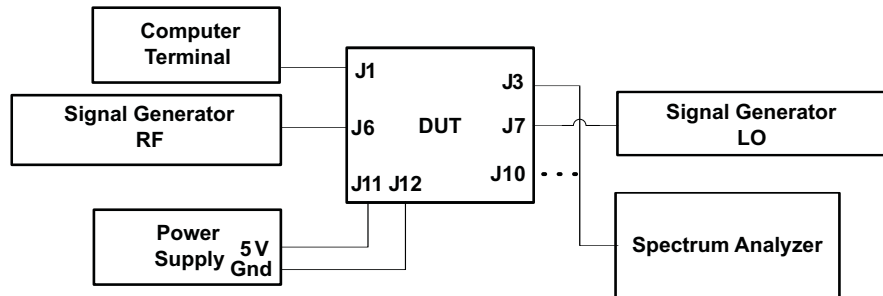 Computer
Terminal
Signal Generator
RF
Power
Supply
5 V
Gnd
J1
J6
J11 J12
DUT
J3
J7
J10
Signal Generator
LO
Spectrum Analyzer